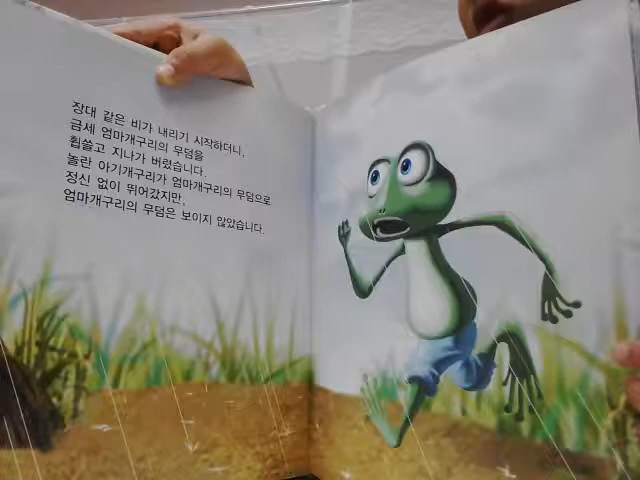 장대 같은 비가 내리기 시작하더니,
금세 엄마개구리의 무덤을
휩쓸고 지나가 버렸습니다.
놀란 아기개구리가 엄마개구리의 무덤으로
정신 없이 뛰어갔지만,
엄마개구리의 무덤은 보이지 않았습니다.